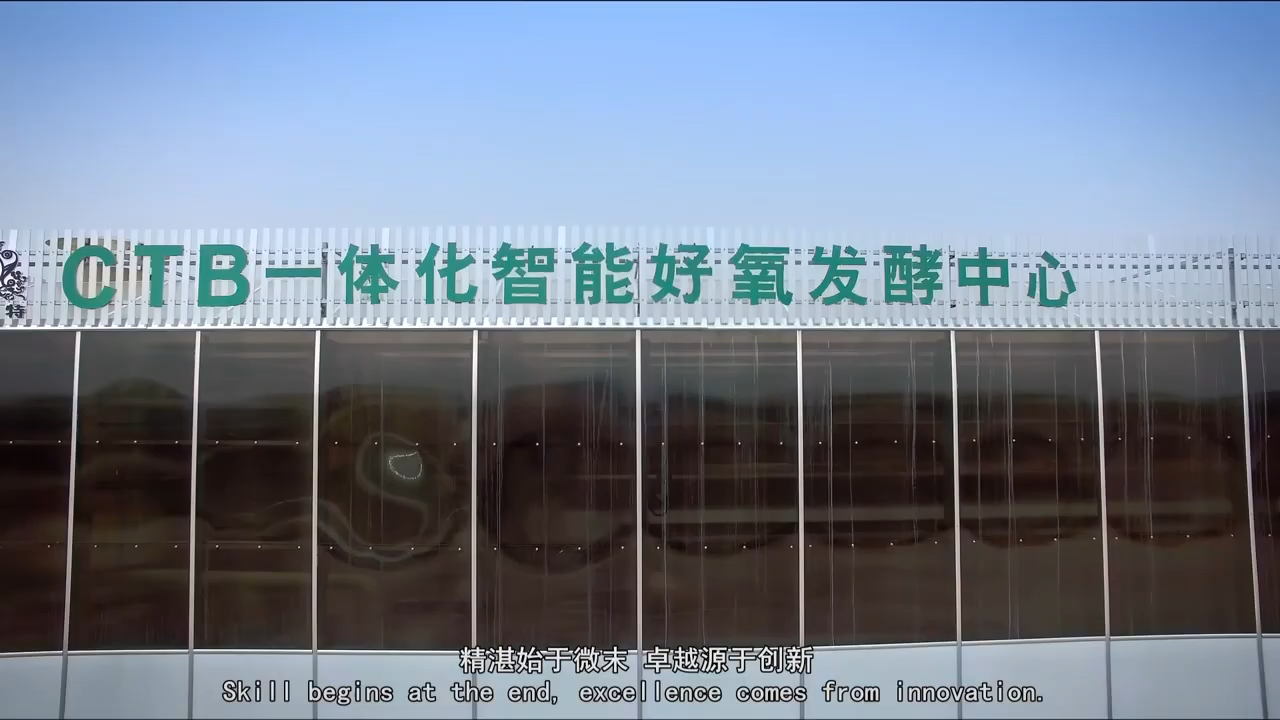 特
CTB一体化智能好氧发酵中心
精湛始于微末 卓越源于创新
Skill begins at the end, excellence comes from innovation.